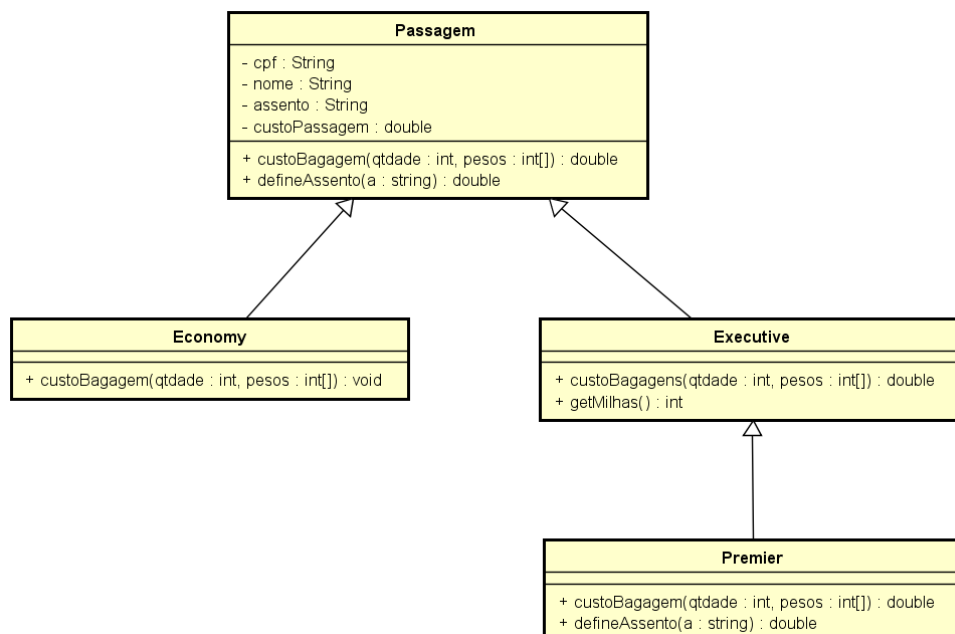 Passagem
- cpf : String
- nome : String
- assento : String
- custoPassagem : double
+ custoBagagem(qtdade : int, pesos : int[]) : double
+ defineAssento(a : string) : double
Economy
+ custoBagagem(qtdade : int, pesos : int[]) : void
Executive
+ custoBagagens(qtdade : int, pesos : int[]) : double
+ getMilhas() : int
Premier
+ custoBagagem(qtdade : int, pesos : int[]) : double
+ defineAssento(a : string) : double